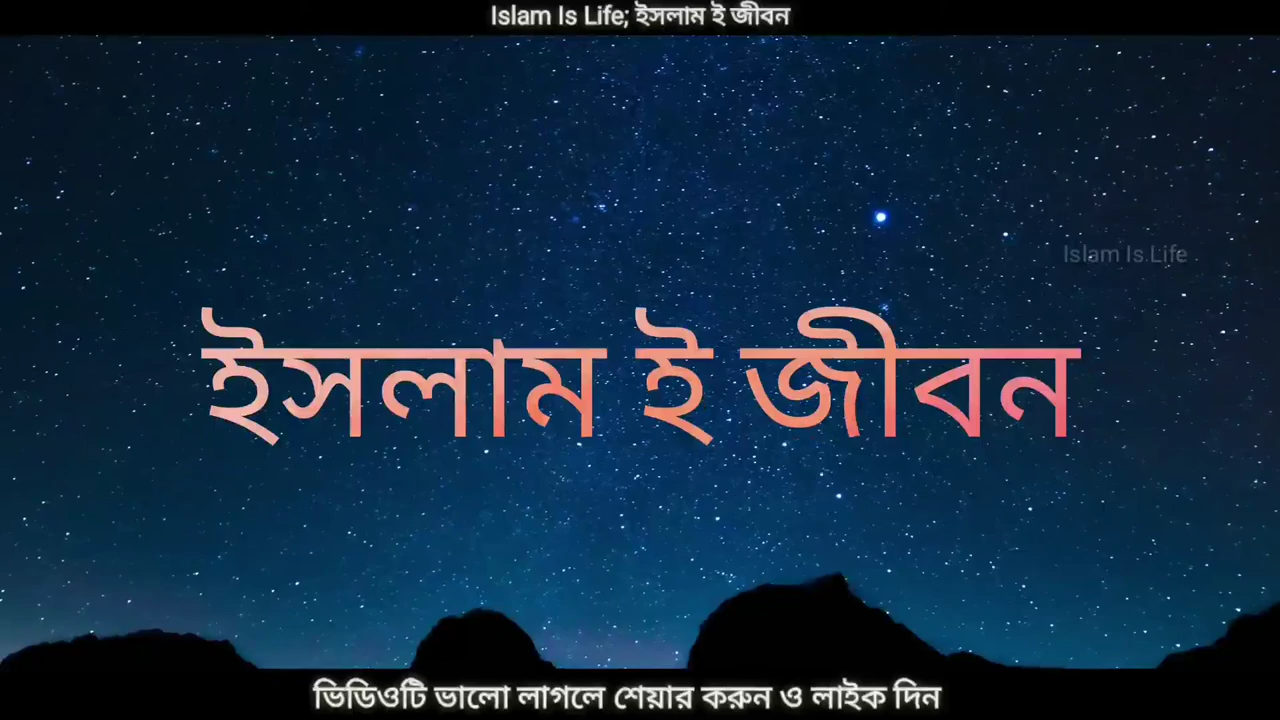 Islam Is Life; ইসলাম ই জীবন
Islam Is Life
ইসলাম ই জীবন
ভিডিওটি ভালো লাগলে শেয়ার করুন ও লাইক দিন